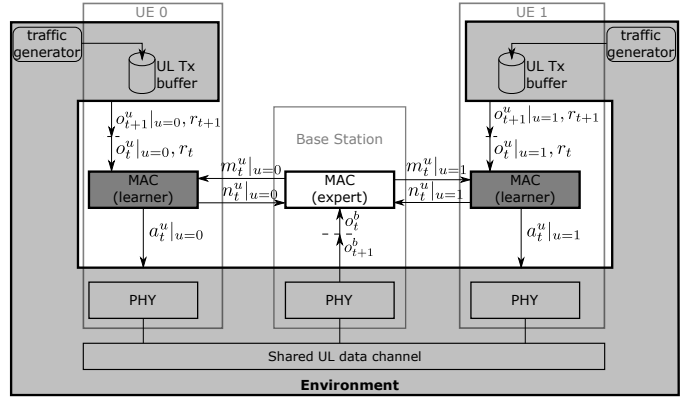 UE 0
UE 1
traffic
generator
UL Tx
buffer
UL Tx
buffer
traffic
generator
o^u_{t+1}|_{u=0}, r_{t+1}
o^u_t|_{u=0}, r_t
Base Station
o^u_{t+1}|_{u=1}, r_{t+1}
o^u_t|_{u=1}, r_t
MAC
(learner)
m^u_t|_{u=0}
n^u_t|_{u=0}
MAC
(expert)
m^u_t|_{u=1}
n^u_t|_{u=1}
MAC
(learner)
a^u_t|_{u=0}
o^b_t
o^b_{t+1}
a^u_t|_{u=1}
PHY
PHY
PHY
Shared UL data channel
Environment